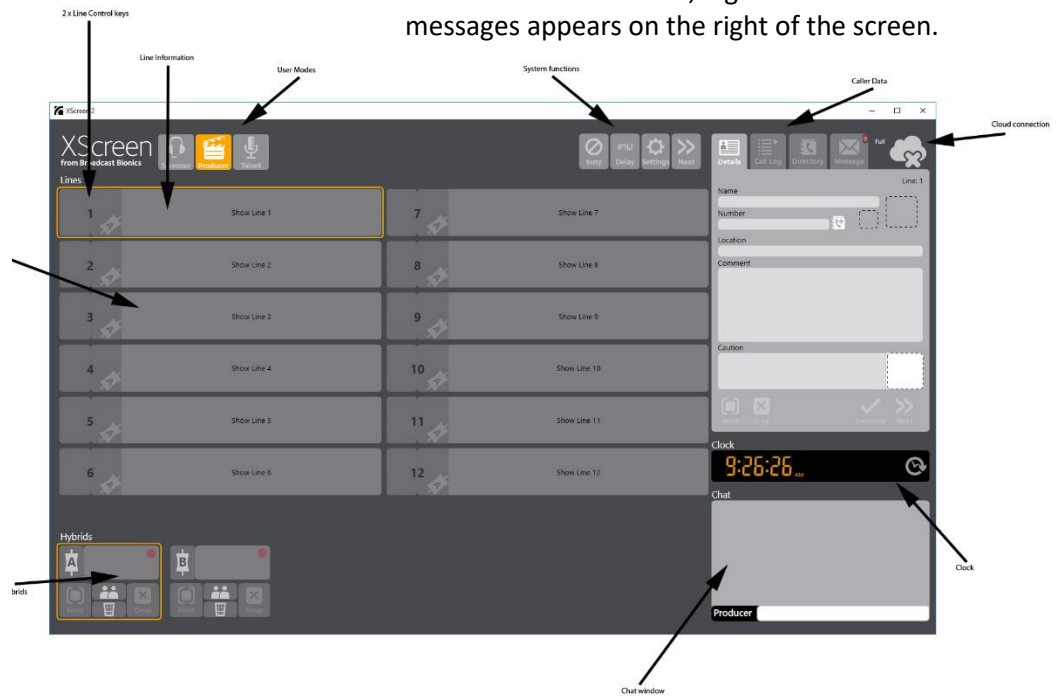 messages appears on the right of the screen.
2 x Line Control keys
Line Information
User Modes
System functions
Caller Data
Cloud connection
XScreen 2
XScreen
from Broadcast Bionics
Screener
Producer
Talent
Busy
#%!
Delay
Settings
Next
Details
Call Log
Directory
Message
Full
Lines
Line: 1
1
Show Line 1
7
Show Line 7
2
Show Line 2
8
Show Line 8
3
Show Line 3
9
Show Line 9
4
Show Line 4
10
Show Line 10
5
Show Line 5
11
Show Line 11
6
Show Line 6
12
Show Line 12
Name
Number
Location
Comment
Caution
Hold
Drop
Screened
Next
Clock
9:26:26 AM
Chat
Hybrids
A
B
Hold
Drop
Hold
Drop
brids
Clock
Producer
Chat window